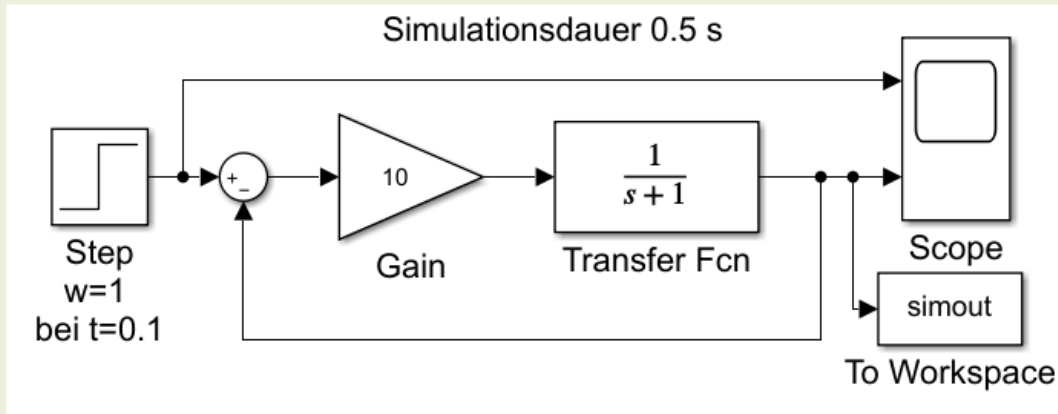 Simulationsdauer 0.5 s
+
−
10
1
s + 1
Step
w=1
bei t=0.1
Gain
Transfer Fcn
Scope
simout
To Workspace